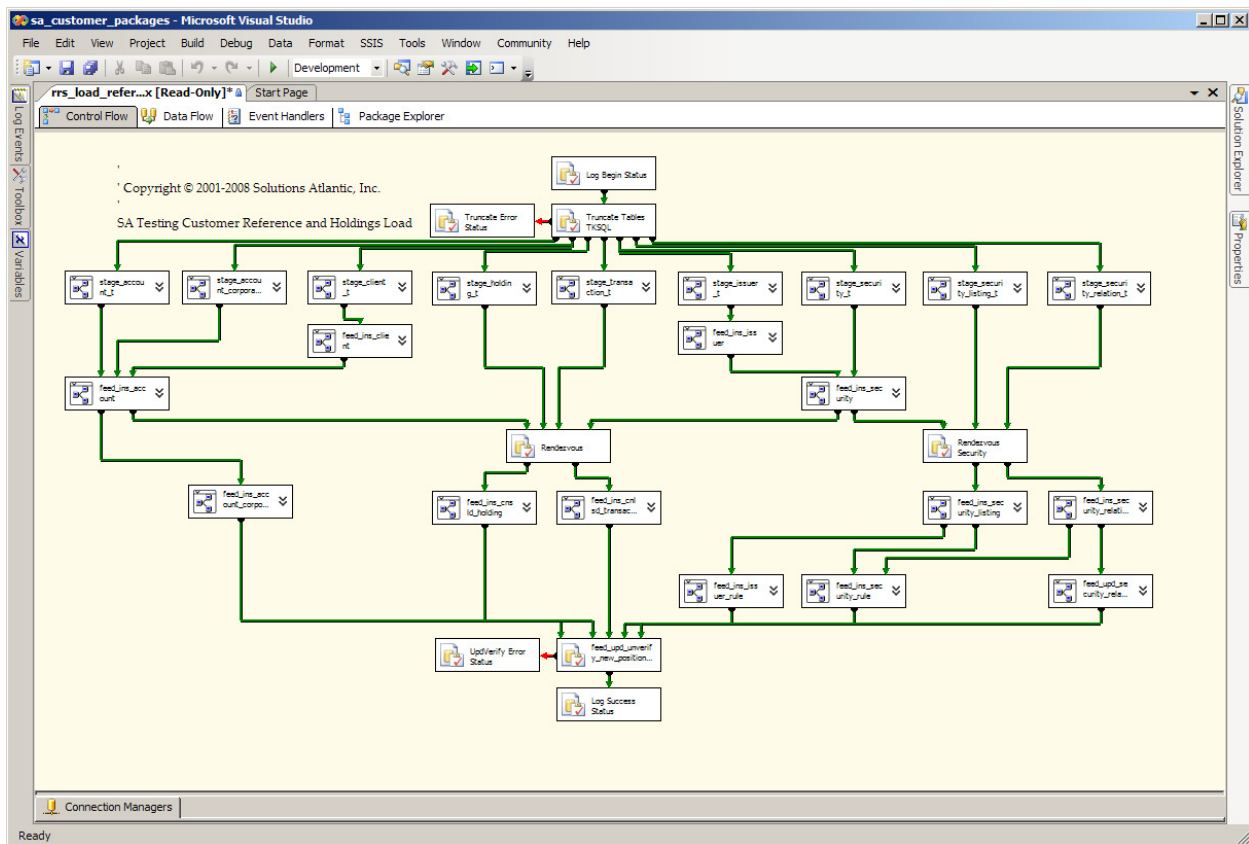 sa_customer_packages - Microsoft Visual Studio
File Edit View Project Build Debug Data Format SSIS Tools Window Community Help
Development
rrs_load_refer...x [Read-Only]* Start Page
Control Flow Data Flow Event Handlers Package Explorer
Log Events
Toolbox
Variables
Solution Explorer
Properties
'
' Copyright © 2001-2008 Solutions Atlantic, Inc.
'
SA Testing Customer Reference and Holdings Load
Log Begin Status
Truncate Error
Status
Truncate Tables
TKSQL
stage_accou
nt_t
stage_accou
nt_corpora...
stage_client
_t
stage_holdin
g_t
stage_transa
ction_t
stage_issuer
_t
stage_securi
ty_t
stage_securi
ty_listing_t
stage_securi
ty_relation_t
feed_ins_clie
nt
feed_ins_iss
uer
feed_ins_acc
ount
feed_ins_sec
urity
Rendezvous
Rendezvous
Security
feed_ins_acc
ount_corpo...
feed_ins_cns
ld_holding
feed_ins_cnl
sd_transac...
feed_ins_sec
urity_listing
feed_ins_sec
urity_relati...
feed_ins_iss
uer_rule
feed_ins_sec
urity_rule
feed_upd_se
curity_rela...
UpdVerify Error
Status
feed_upd_unverif
y_new_position...
Log Success
Status
Connection Managers
Ready